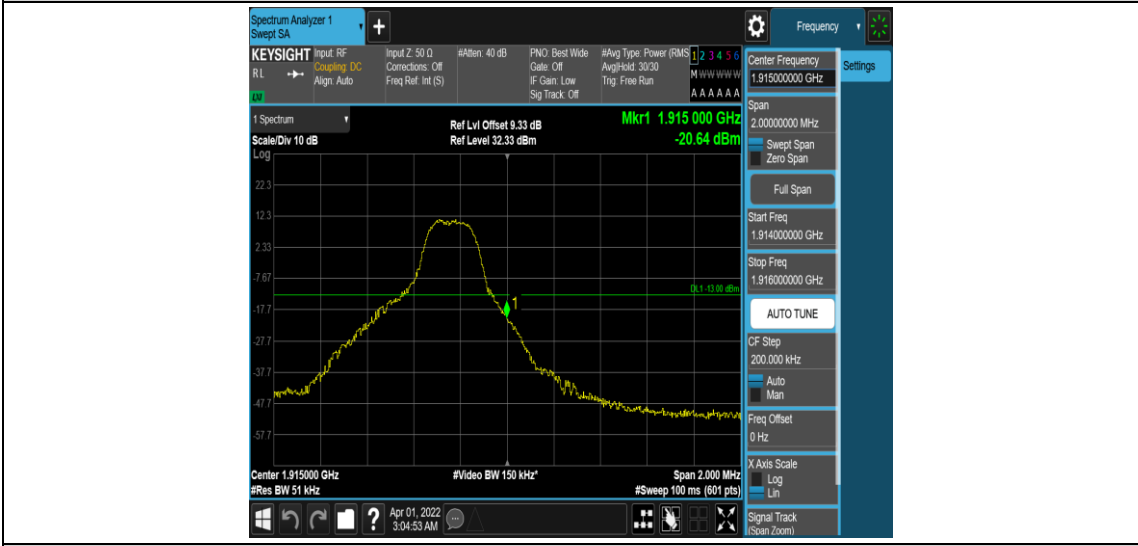 Spectrum Analyzer 1
Swept SA
Frequency
KEYSIGHT
Input: RF
Input Z: 50 Ω
#Atten: 40 dB
PNO: Best Wide
#Avg Type: Power (RMS
1 2 3 4 5 6
R L
Coupling: DC
Corrections: Off
Gate: Off
Avg|Hold: 30/30
M W W W W W
Align: Auto
Freq Ref: Int (S)
IF Gain: Low
Trig: Free Run
Sig Track: Off
A A A A A A
1 Spectrum
Ref Lvl Offset 9.33 dB
Mkr1 1.915 000 GHz
Scale/Div 10 dB
Ref Level 32.33 dBm
-20.64 dBm
Log
22.3
12.3
2.33
-7.67
DL1 -13.00 dBm
-17.7
1
-27.7
-37.7
-47.7
-57.7
Center 1.915000 GHz
#Video BW 150 kHz*
Span 2.000 MHz
#Res BW 51 kHz
#Sweep 100 ms (601 pts)
Apr 01, 2022
3:04:53 AM
?
Center Frequency
1.915000000 GHz
Settings
Span
2.00000000 MHz
Swept Span
Zero Span
Full Span
Start Freq
1.914000000 GHz
Stop Freq
1.916000000 GHz
AUTO TUNE
CF Step
200.000 kHz
Auto
Man
Freq Offset
0 Hz
X Axis Scale
Log
Lin
Signal Track
(Span Zoom)